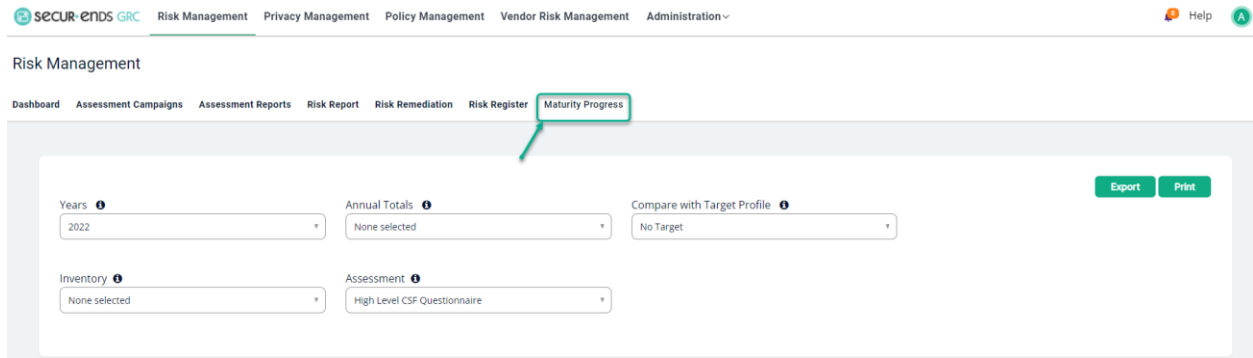 SECUR·ENDS GRC Risk Management Privacy Management Policy Management Vendor Risk Management Administration 0 Help A
Risk Management
Dashboard Assessment Campaigns Assessment Reports Risk Report Risk Remediation Risk Register Maturity Progress
Export Print
Years Annual Totals Compare with Target Profile
2022 None selected No Target
Inventory Assessment
None selected High Level CSF Questionnaire